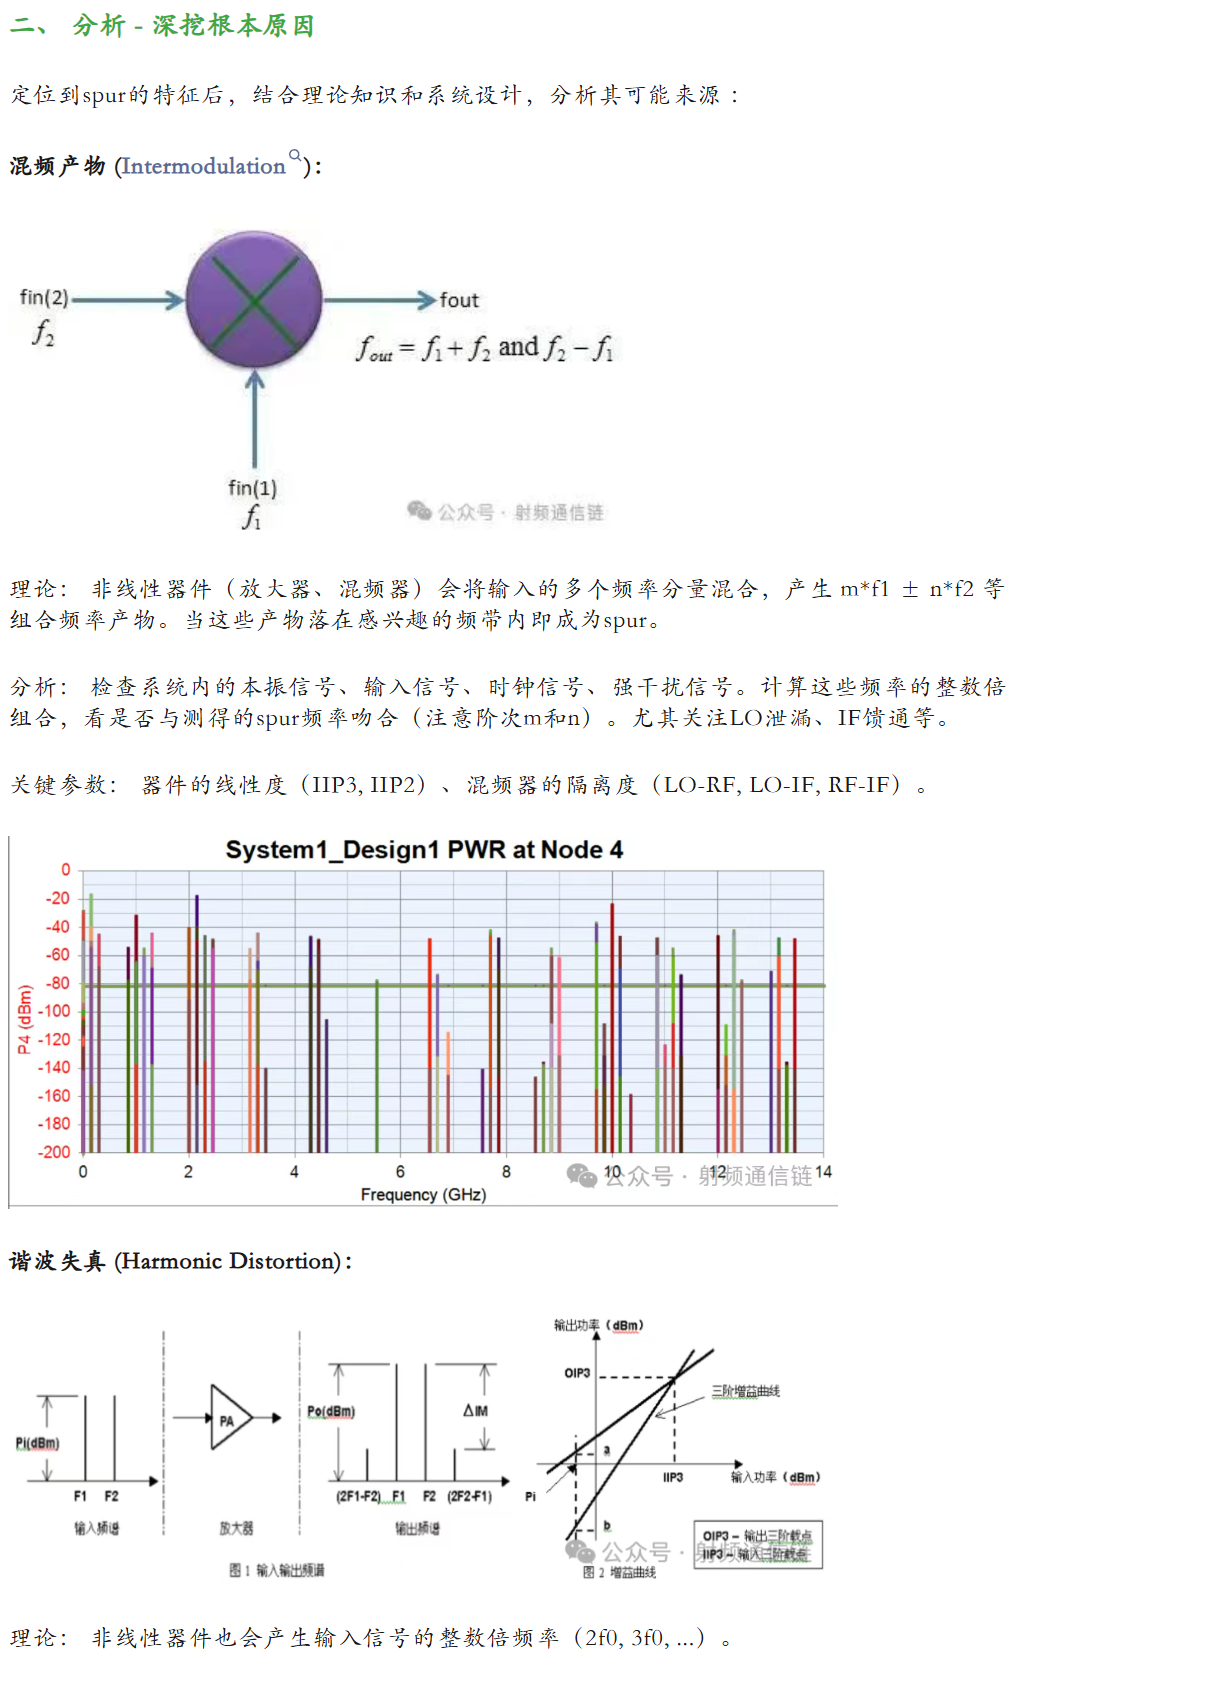 二、 分析 - 深挖根本原因
定位到spur的特征后，结合理论知识和系统设计，分析其可能来源：
混频产物 (Intermodulation)：
fin(2)
f2
fout
fout = f1 + f2 and f2 − f1
fin(1)
f1
公众号 · 射频通信链
理论： 非线性器件（放大器、混频器）会将输入的多个频率分量混合，产生 m*f1 ± n*f2 等
组合频率产物。当这些产物落在感兴趣的频带内即成为spur。
分析： 检查系统内的本振信号、输入信号、时钟信号、强干扰信号。计算这些频率的整数倍
组合，看是否与测得的spur频率吻合（注意阶次m和n）。尤其关注LO泄漏、IF馈通等。
关键参数： 器件的线性度（IIP3, IIP2）、混频器的隔离度（LO-RF, LO-IF, RF-IF）。
System1_Design1 PWR at Node 4
0
-20
-40
-60
-80
-100
-120
-140
-160
-180
-200
P4 (dBm)
0 2 4 6 8 10 12 14
公众号 · 射频通信链
Frequency (GHz)
谐波失真 (Harmonic Distortion)：
Pi(dBm)
F1 F2
输入频谱
PA
放大器
Po(dBm)
ΔIM
(2F1-F2) F1 F2 (2F2-F1)
输出频谱
图 1 输入输出频谱
输出功率（dBm）
OIP3
三阶增益曲线
a
IIP3
输入功率（dBm）
Pi
b
OIP3 – 输出三阶截点
IIP3 – 输入三阶截点
公众号 · 射频通信链
图 2 增益曲线
理论： 非线性器件也会产生输入信号的整数倍频率（2f0, 3f0, ...）。